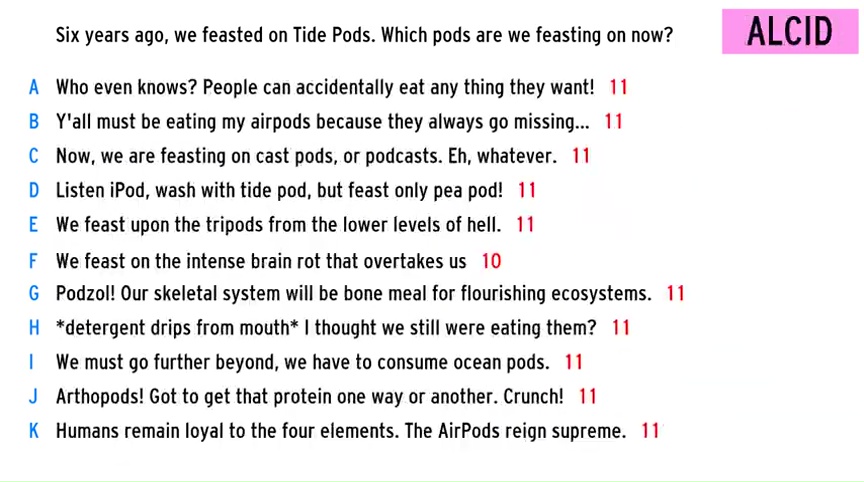 Six years ago, we feasted on Tide Pods. Which pods are we feasting on now?
ALCID
A Who even knows? People can accidentally eat any thing they want! 11
B Y'all must be eating my airpods because they always go missing... 11
C Now, we are feasting on cast pods, or podcasts. Eh, whatever. 11
D Listen iPod, wash with tide pod, but feast only pea pod! 11
E We feast upon the tripods from the lower levels of hell. 11
F We feast on the intense brain rot that overtakes us 10
G Podzol! Our skeletal system will be bone meal for flourishing ecosystems. 11
H *detergent drips from mouth* I thought we still were eating them? 11
I We must go further beyond, we have to consume ocean pods. 11
J Arthopods! Got to get that protein one way or another. Crunch! 11
K Humans remain loyal to the four elements. The AirPods reign supreme. 11